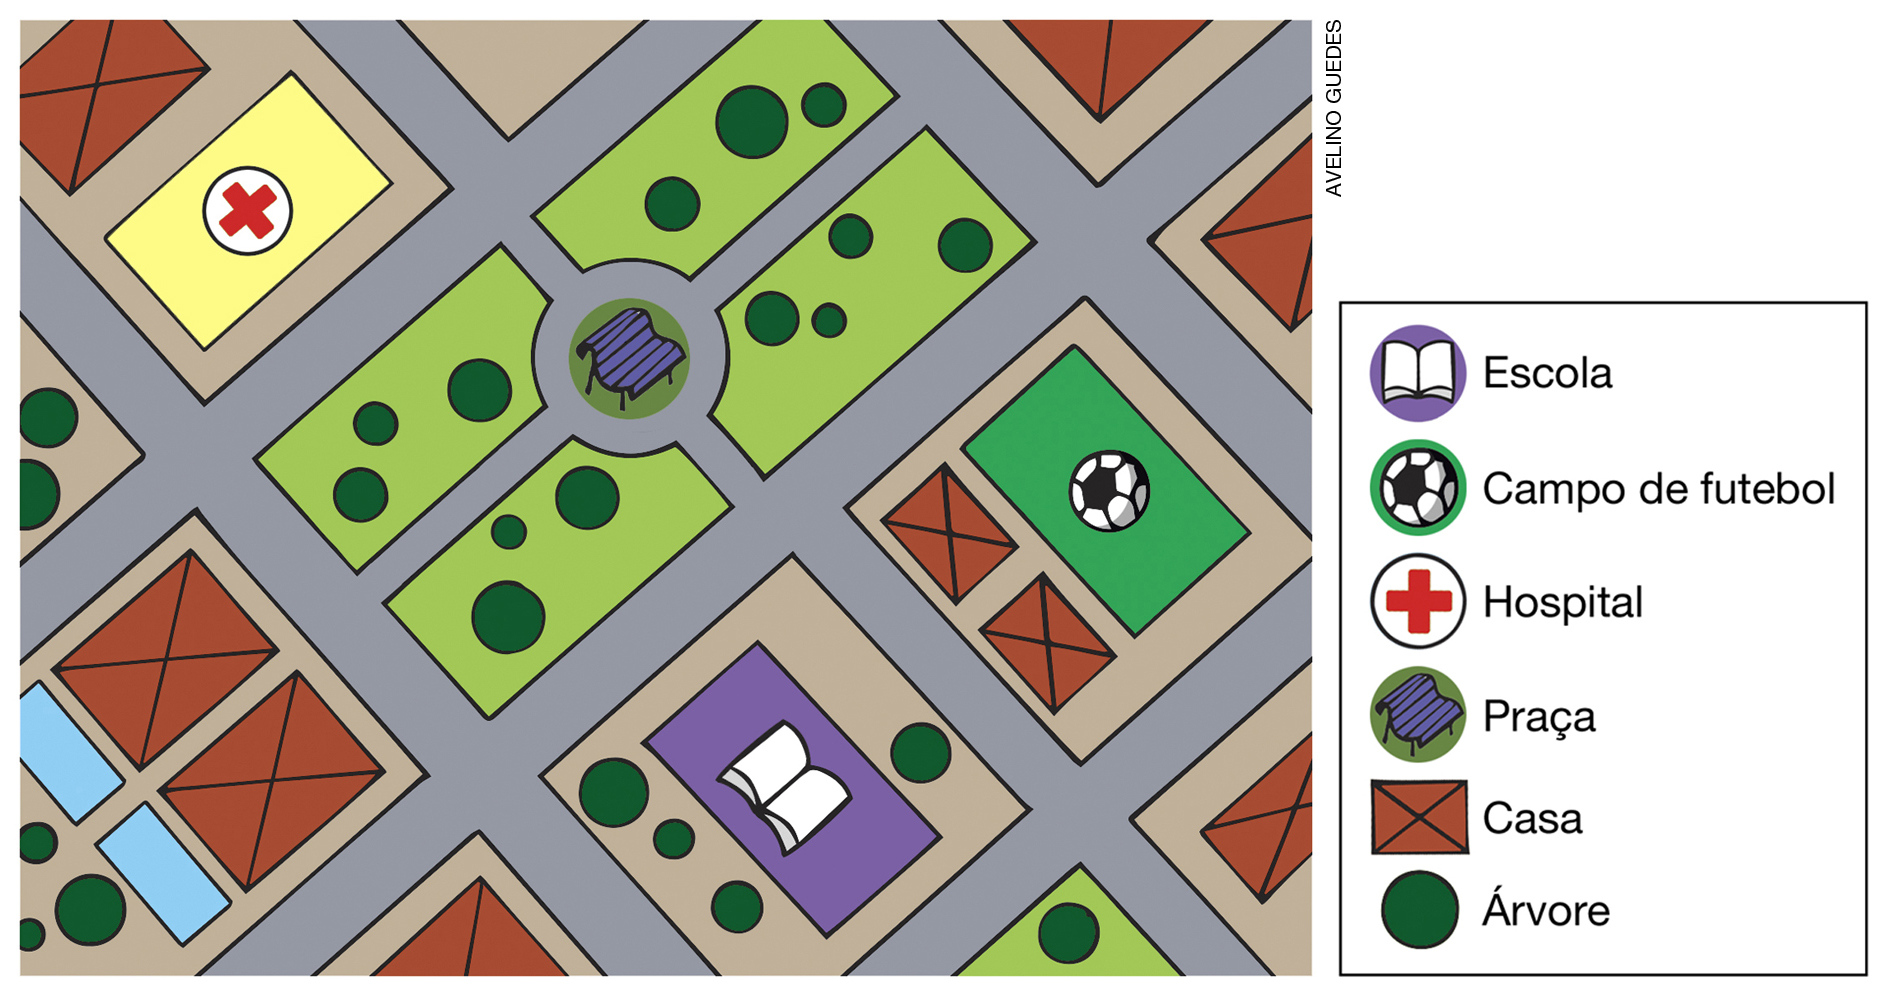 AVELINO GUEDES
Escola
Campo de futebol
Hospital
Praça
Casa
Árvore